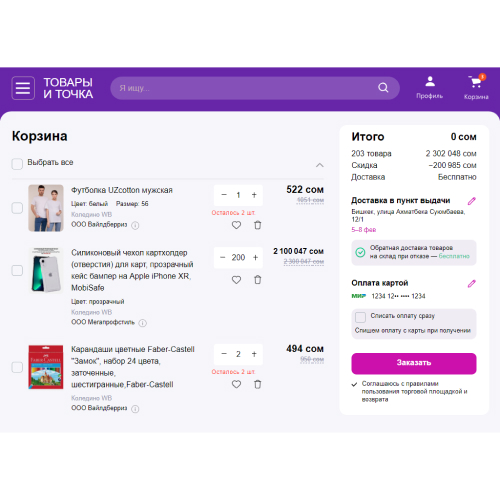 ТОВАРЫ
И ТОЧКА
Я ищу...
Профиль
Корзина
Корзина
Выбрать все
Футболка UZcotton мужская
Цвет: белый Размер: 56
Коледино WB
ООО Вайлдберриз
− 1 +
Осталось 2 шт.
522 сом
1051 сом
Силиконовый чехол картхолдер
(отверстия) для карт, прозрачный
кейс бампер на Apple iPhone XR,
MobiSafe
Цвет: прозрачный
Коледино WB
ООО Мегапрофстиль
− 200 +
2 100 047 сом
2 300 047 сом
Карандаши цветные Faber-Castell
"Замок", набор 24 цвета,
заточенные,
шестигранные,Faber-Castell
Коледино WB
ООО Вайлдберриз
− 2 +
Осталось 2 шт.
494 сом
950 сом
Итого 0 сом
203 товара 2 302 048 сом
Скидка −200 985 сом
Доставка Бесплатно
Доставка в пункт выдачи
Бишкек, улица Ахматбека Суюмбаева,
12/1
5–8 фев
Обратная доставка товаров
на склад при отказе — бесплатно
Оплата картой
МИР 1234 12•• •••• 1234
Списать оплату сразу
Спишем оплату с карты при получении
Заказать
Соглашаюсь с правилами
пользования торговой площадкой и
возврата